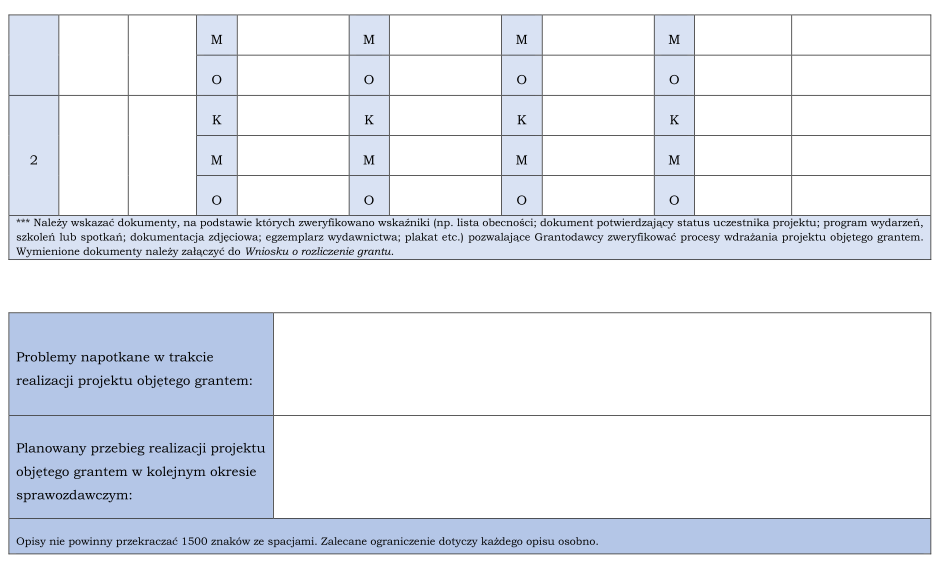 M M M M
O O O O
K K K K
2 M M M M
O O O O
*** Należy wskazać dokumenty, na podstawie których zweryfikowano wskaźniki (np. lista obecności; dokument potwierdzający status uczestnika projektu; program wydarzeń,
szkoleń lub spotkań; dokumentacja zdjęciowa; egzemplarz wydawnictwa; plakat etc.) pozwalające Grantodawcy zweryfikować procesy wdrażania projektu objętego grantem.
Wymienione dokumenty należy załączyć do Wniosku o rozliczenie grantu.
Problemy napotkane w trakcie
realizacji projektu objętego grantem:
Planowany przebieg realizacji projektu
objętego grantem w kolejnym okresie
sprawozdawczym:
Opisy nie powinny przekraczać 1500 znaków ze spacjami. Zalecane ograniczenie dotyczy każdego opisu osobno.